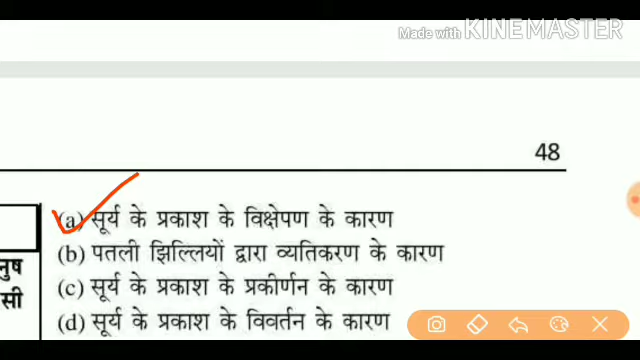 Made with KINEMASTER
48
(a) सूर्य के प्रकाश के विक्षेपण के कारण
(b) पतली झिल्लियों द्वारा व्यतिकरण के कारण
नुष
(c) सूर्य के प्रकाश के प्रकीर्णन के कारण
सी
(d) सूर्य के प्रकाश के विवर्तन के कारण